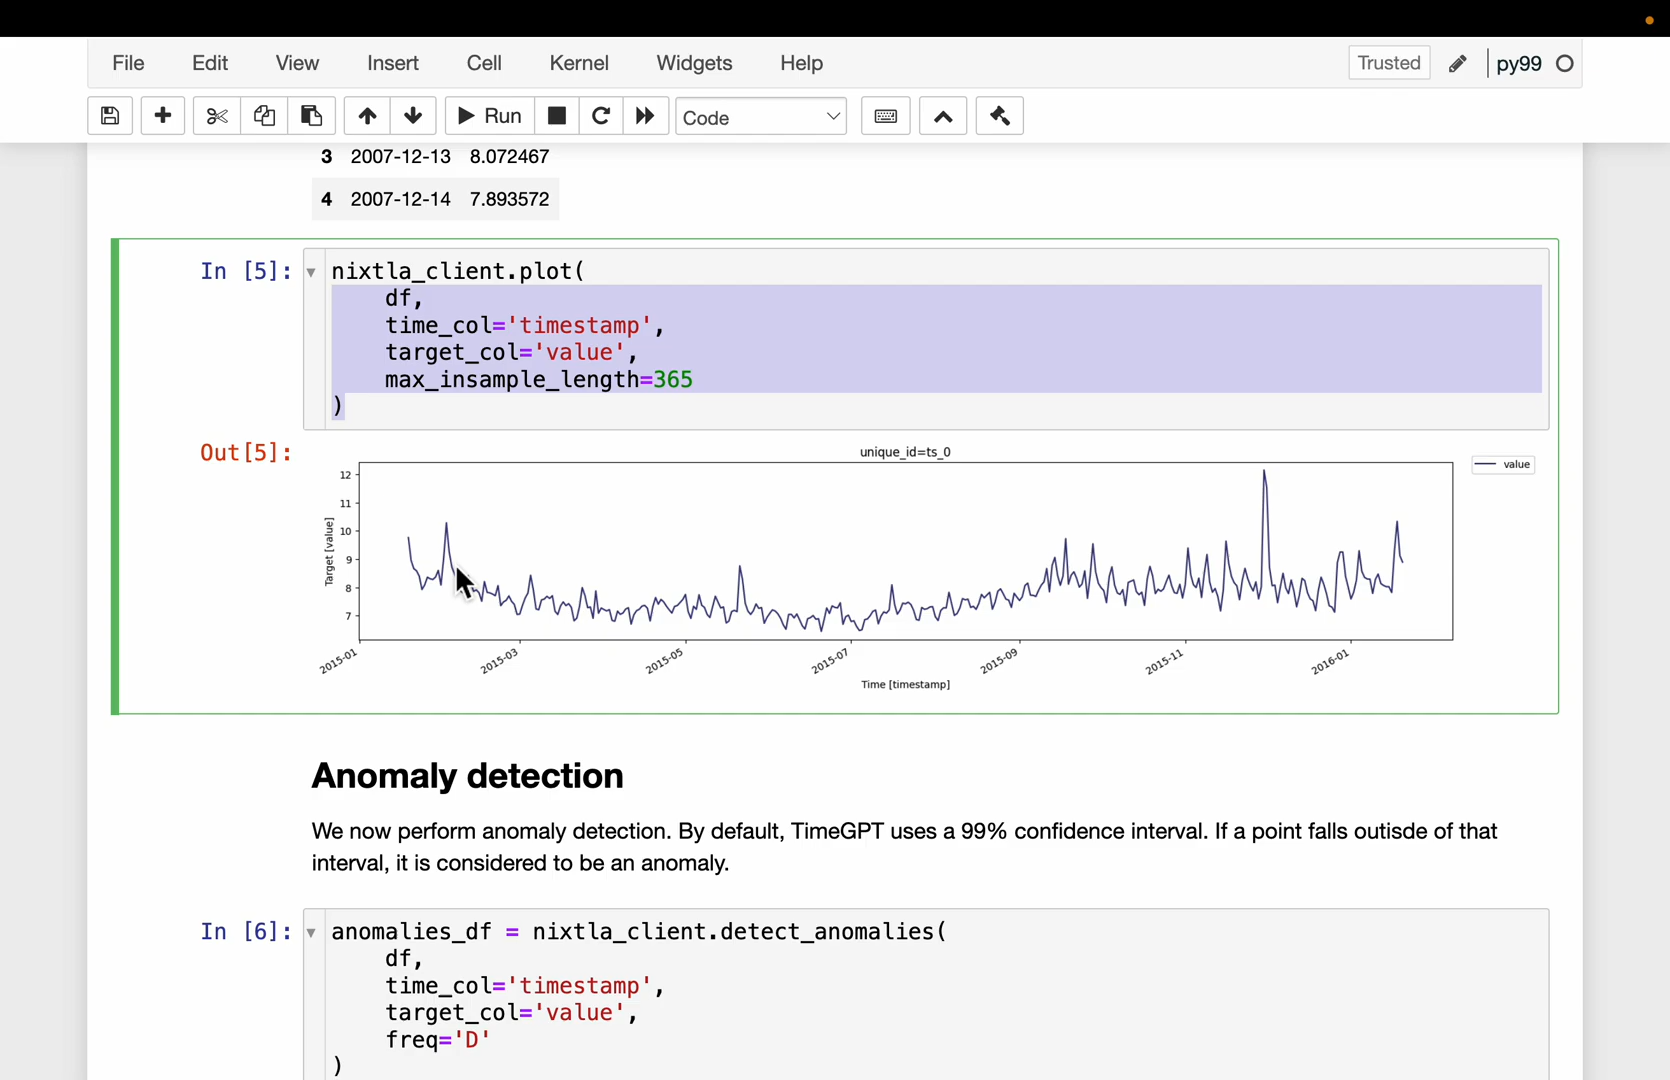 File Edit View Insert Cell Kernel Widgets Help Trusted py99
Run Code
3 2007-12-13 8.072467
4 2007-12-14 7.893572
In [5]: nixtla_client.plot(
df,
time_col='timestamp',
target_col='value',
max_insample_length=365
)
Out[5]:
unique_id=ts_0
value
12
11
10
9
8
7
Target [value]
2015-01 2015-03 2015-05 2015-07 2015-09 2015-11 2016-01
Time [timestamp]
Anomaly detection
We now perform anomaly detection. By default, TimeGPT uses a 99% confidence interval. If a point falls outisde of that
interval, it is considered to be an anomaly.
In [6]: anomalies_df = nixtla_client.detect_anomalies(
df,
time_col='timestamp',
target_col='value',
freq='D'
)